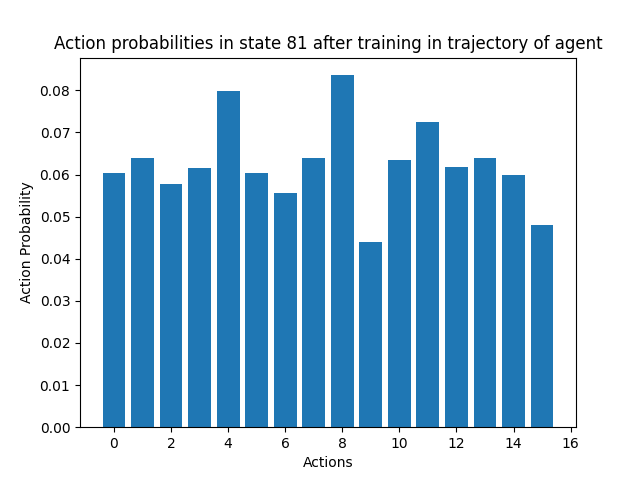 Action probabilities in state 81 after training in trajectory of agent
0.08
0.07
0.06
0.05
0.04
0.03
0.02
0.01
0.00
Action Probability
0 2 4 6 8 10 12 14 16
Actions